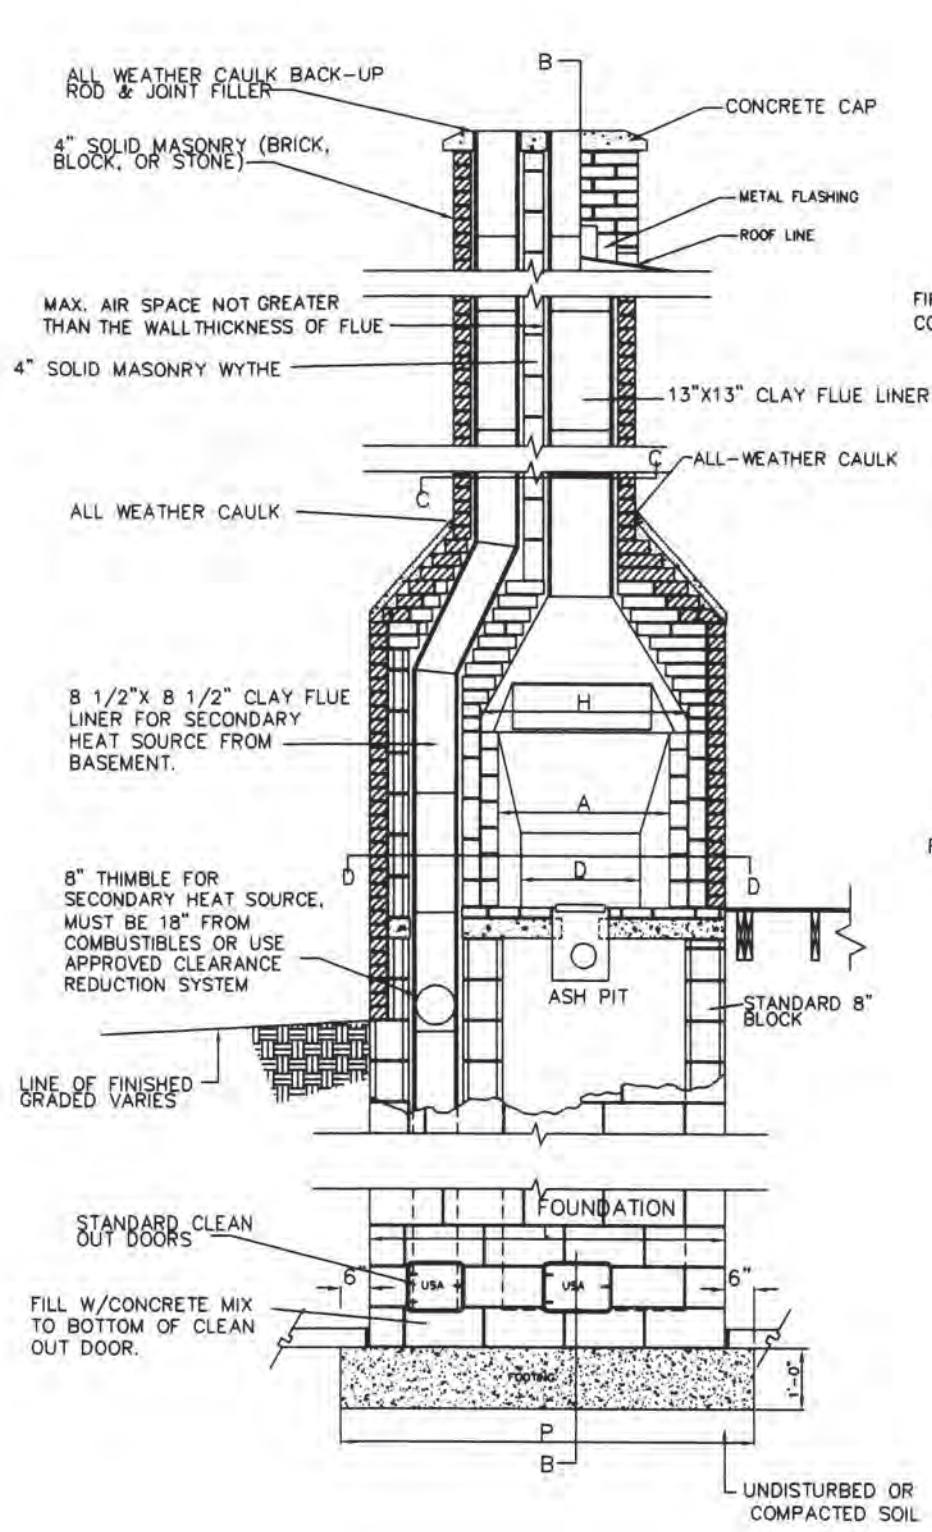 B
ALL WEATHER CAULK BACK-UP
ROD & JOINT FILLER
CONCRETE CAP
4" SOLID MASONRY (BRICK,
BLOCK, OR STONE)
METAL FLASHING
ROOF LINE
MAX. AIR SPACE NOT GREATER
THAN THE WALL THICKNESS OF FLUE
4" SOLID MASONRY WYTHE
13"X13" CLAY FLUE LINER
C
C
ALL-WEATHER CAULK
ALL WEATHER CAULK
8 1/2"X 8 1/2" CLAY FLUE
LINER FOR SECONDARY
HEAT SOURCE FROM
BASEMENT.
H
A
D
D
D
8" THIMBLE FOR
SECONDARY HEAT SOURCE.
MUST BE 18" FROM
COMBUSTIBLES OR USE
APPROVED CLEARANCE
REDUCTION SYSTEM
ASH PIT
STANDARD 8"
BLOCK
LINE OF FINISHED
GRADED VARIES
FOUNDATION
L
STANDARD CLEAN
OUT DOORS
6"
USA
USA
6"
FILL W/CONCRETE MIX
TO BOTTOM OF CLEAN
OUT DOOR.
FOOTING
1'-0"
P
B
UNDISTURBED OR
COMPACTED SOIL